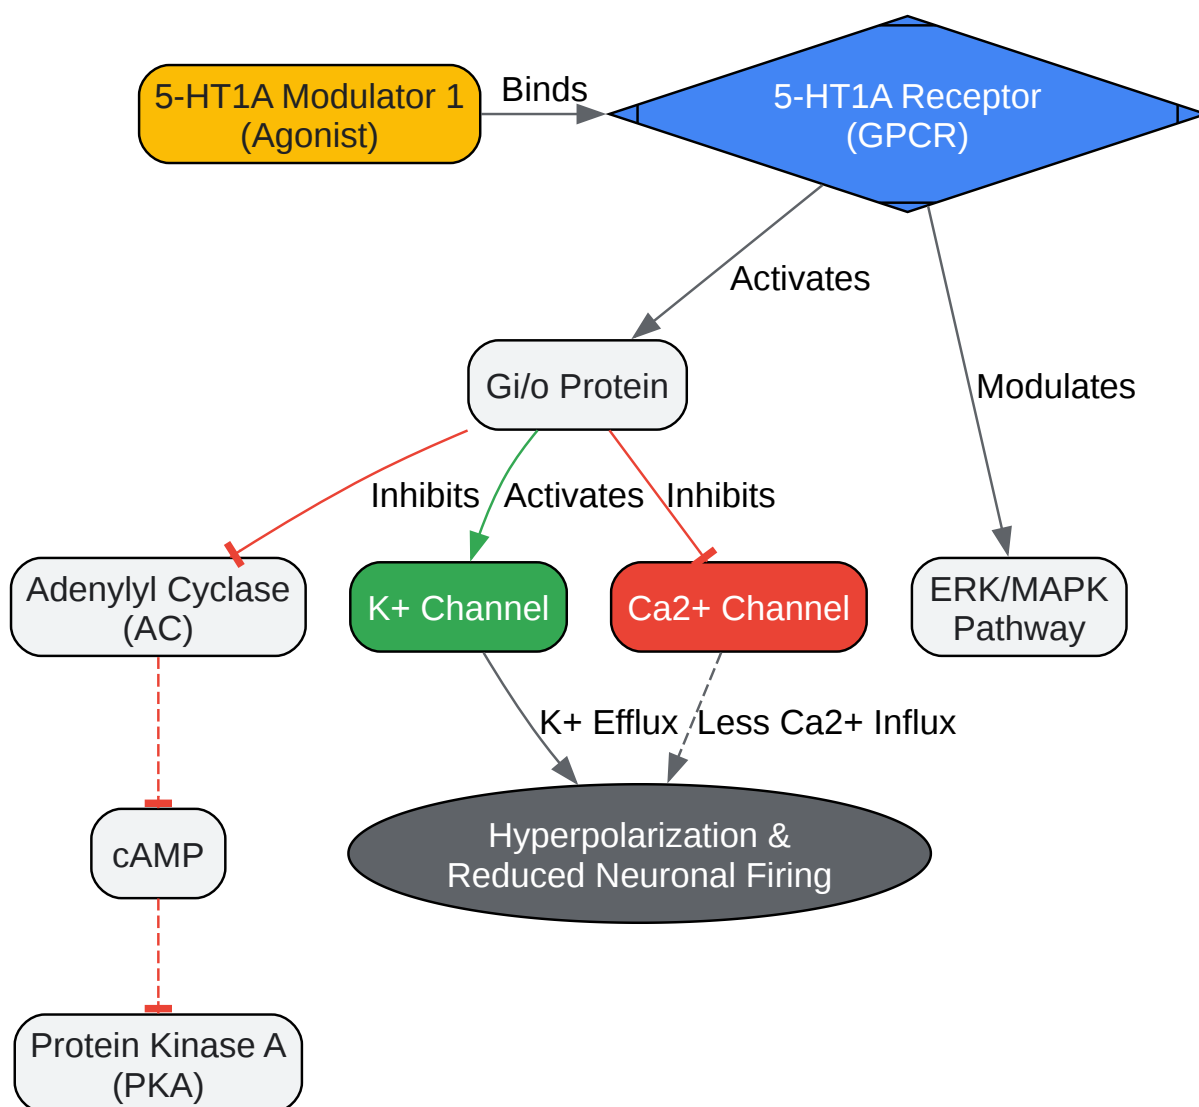 5-HT1A Modulator 1
(Agonist)
Binds
5-HT1A Receptor
(GPCR)
Activates
Modulates
Gi/o Protein
Inhibits
Activates
Inhibits
Adenylyl Cyclase
(AC)
K+ Channel
Ca2+ Channel
ERK/MAPK
Pathway
K+ Efflux
Less Ca2+ Influx
Hyperpolarization &
Reduced Neuronal Firing
cAMP
Protein Kinase A
(PKA)